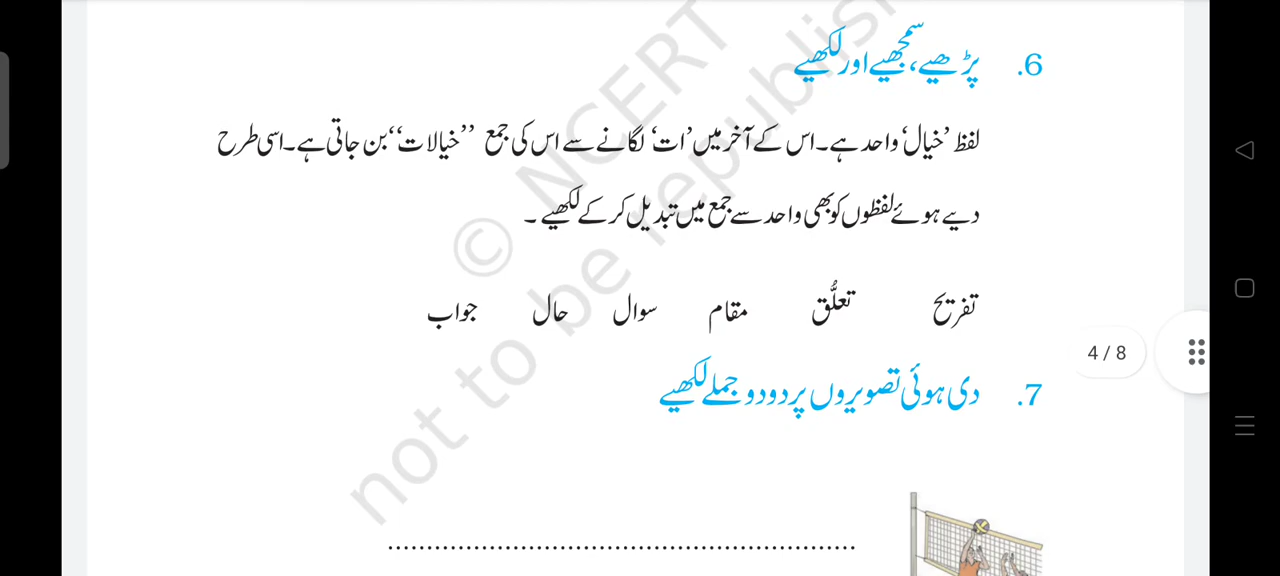 6. پڑھیے، سمجھیے اور لکھیے
لفظ ’خیال‘ واحد ہے۔ اس کے آخر میں ’ات‘ لگانے سے اس کی جمع ’’خیالات‘‘ بن جاتی ہے۔ اسی طرح
دیے ہوئے لفظوں کو بھی واحد سے جمع میں تبدیل کر کے لکھیے ۔
تفریح تعلُّق مقام سوال حال جواب
7. دی ہوئی تصویروں پر دو دو جملے لکھیے
............................................................
© NCERT
not to be republish
4 / 8